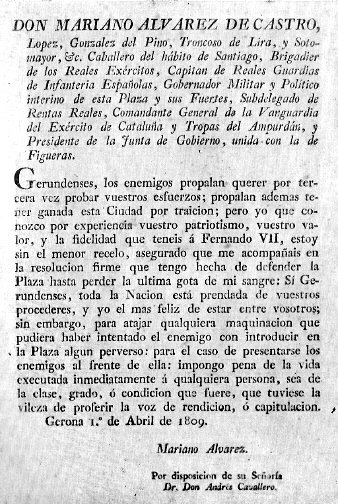 DON MARIANO ALVAREZ DE CASTRO,
Lopez, Gonzalez del Pino, Troncoso de Lira, y Soto-
mayor, &c. Caballero del hábito de Santiago, Brigadier
de los Reales Exércitos, Capitan de Reales Guardias
de Infanteria Españolas, Gobernador Militar y Político
interino de esta Plaza y sus Fuertes, Subdelegado de
Rentas Reales, Comandante General de la Vanguardia
del Exército de Cataluña y Tropas del Ampurdán, y
Presidente de la Junta de Gobierno, unida con la de
Figueras.
Gerundenses, los enemigos propalan querer por ter-
cera vez probar vuestros esfuerzos; propalan ademas te-
ner ganada esta Ciudad por traicion; pero yo que co-
nozco por experiencia vuestro patriotismo, vuestro va-
lor, y la fidelidad que teneis á Fernando VII, estoy
sin el menor recelo, asegurado que me acompañais en
la resolucion firme que tengo hecha de defender la
Plaza hasta perder la ultima gota de mi sangre: Sí Ge-
rundenses, toda la Nacion está prendada de vuestros
procederes, y yo el mas feliz de estar entre vosotros;
sin embargo, para atajar qualquiera maquinacion que
pudiera haber intentado el enemigo con introducir en
la Plaza algun perverso: para el caso de presentarse los
enemigos al frente de ella: impongo pena de la vida
executada inmediatamente á qualquiera persona, sea de
la clase, grado, ó condicion que fuere, que tuviese la
vileza de proferir la voz de rendicion, ó capitulacion.
Gerona 1.º de Abril de 1809.
Mariano Alvarez.
Por disposicion de su Señoría
Dr. Don Andrés Cavallero.